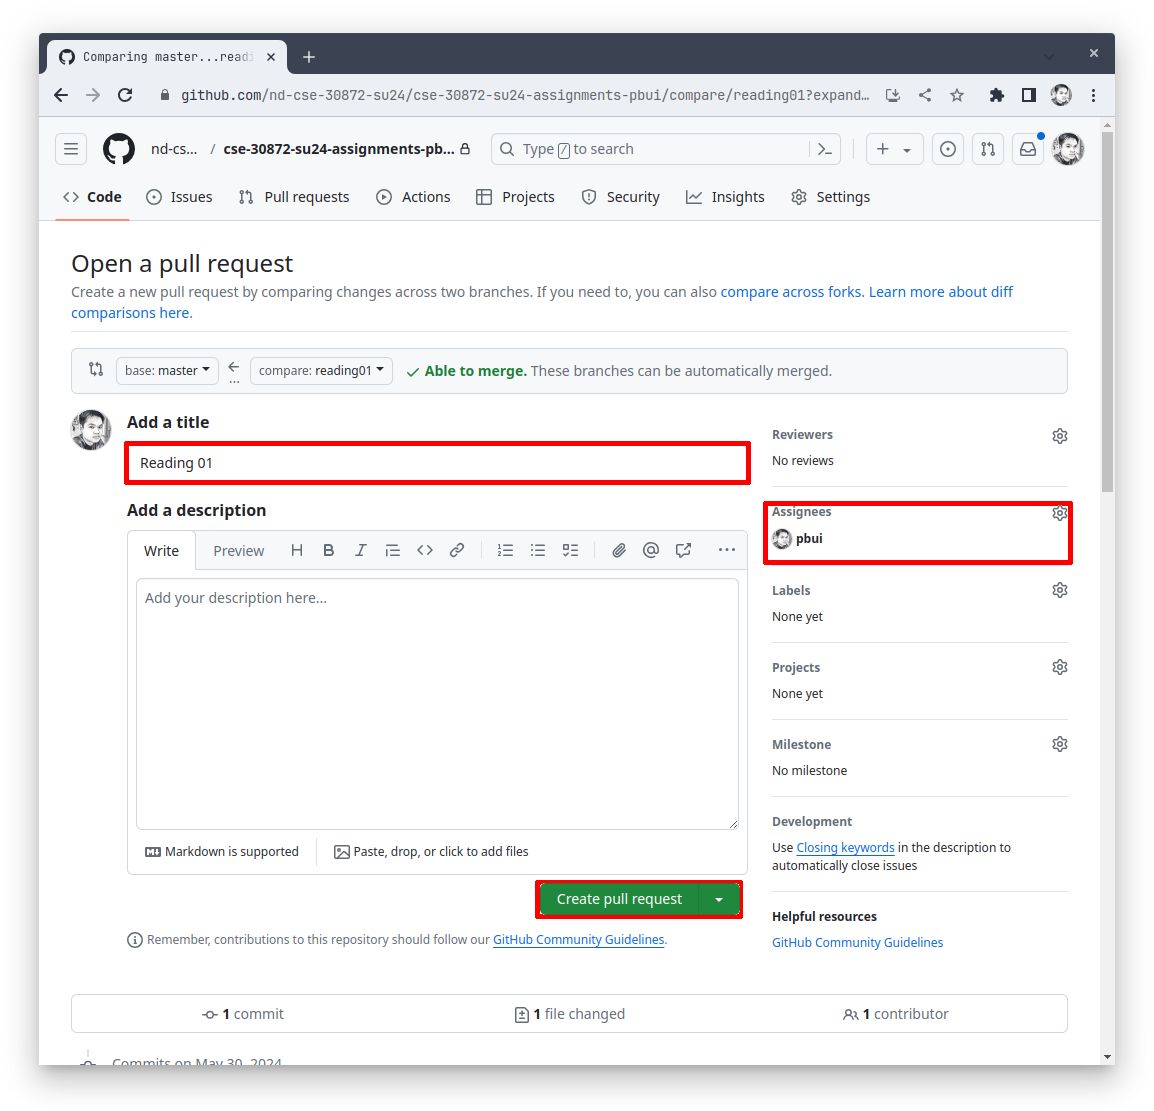 Comparing master...readi
github.com/nd-cse-30872-su24/cse-30872-su24-assignments-pbui/compare/reading01?expand…
nd-cs... / cse-30872-su24-assignments-pb...
Type / to search
Code Issues Pull requests Actions Projects Security Insights Settings
Open a pull request
Create a new pull request by comparing changes across two branches. If you need to, you can also compare across forks. Learn more about diff
comparisons here.
base: master ... compare: reading01 Able to merge. These branches can be automatically merged.
Add a title
Reading 01
Add a description
Write Preview
Add your description here...
Markdown is supported Paste, drop, or click to add files
Create pull request
Remember, contributions to this repository should follow our GitHub Community Guidelines.
Reviewers
No reviews
Assignees
pbui
Labels
None yet
Projects
None yet
Milestone
No milestone
Development
Use Closing keywords in the description to
automatically close issues
Helpful resources
GitHub Community Guidelines
1 commit 1 file changed 1 contributor
Commits on May 30, 2024